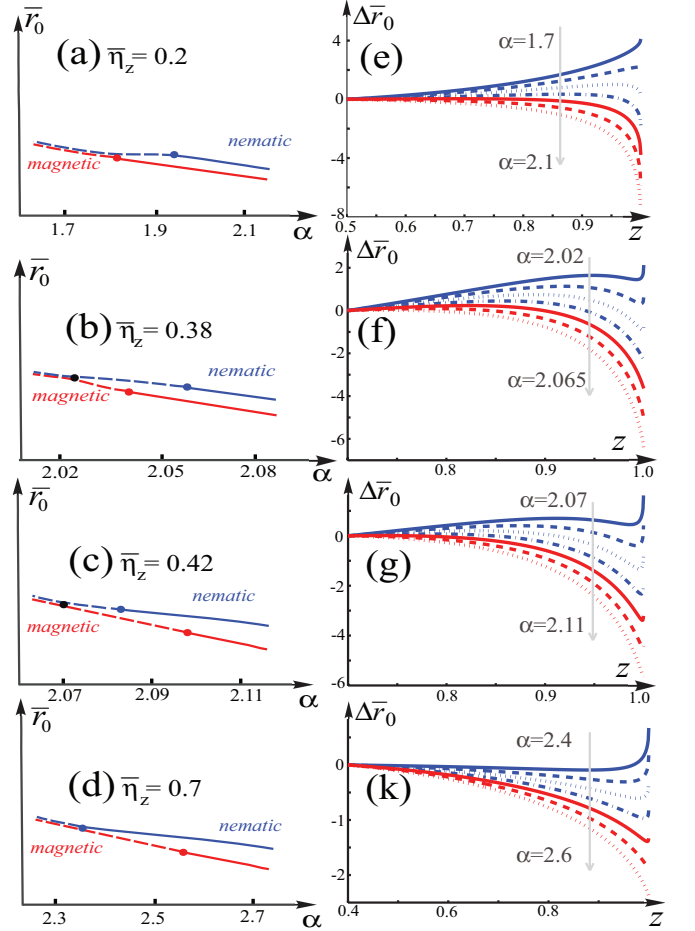 r̅₀
(a) η̅_z = 0.2
nematic
magnetic
1.7 1.9 2.1 α
Δr̅₀
(e)
α=1.7
α=2.1
4
0
-4
-8
0.5 0.6 0.7 0.8 0.9 z
r̅₀
(b) η̅_z = 0.38
nematic
magnetic
2.02 2.05 2.08 α
Δr̅₀
α=2.02
(f)
α=2.065
2
0
-2
-4
-6
0.8 0.9 1.0
z
r̅₀
(c) η̅_z = 0.42
nematic
magnetic
2.07 2.09 2.11 α
Δr̅₀
α=2.07
(g)
α=2.11
0
-2
-4
-6
0.8 0.9 1.0
z
r̅₀
(d) η̅_z = 0.7
nematic
magnetic
2.3 2.5 2.7 α
Δr̅₀
α=2.4
(k)
α=2.6
0
-1
-2
0.4 0.6 0.8 z